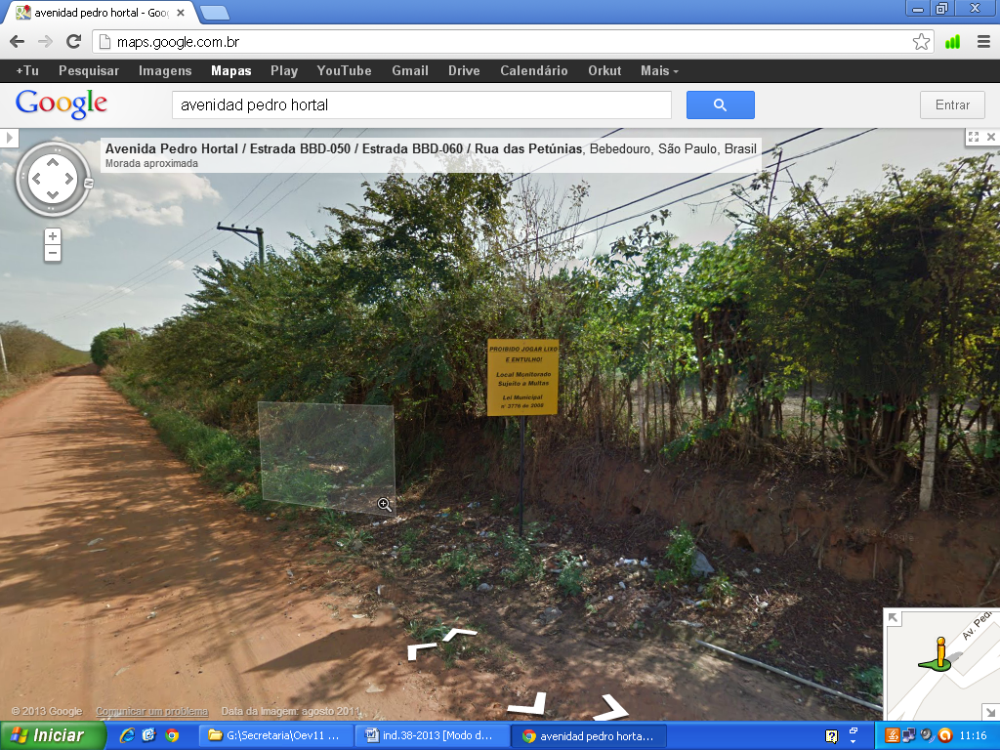 avenidad pedro hortal - Goo
maps.google.com.br
+Tu Pesquisar Imagens Mapas Play YouTube Gmail Drive Calendário Orkut Mais
Google
avenidad pedro hortal
Entrar
Avenida Pedro Hortal / Estrada BBD-050 / Estrada BBD-060 / Rua das Petúnias, Bebedouro, São Paulo, Brasil
Morada aproximada
PROIBIDO JOGAR LIXO
E ENTULHO!
Local Monitorado
Sujeito a Multas
Lei Municipal
nº 3776 de 2008
Av. Ped
© 2013 Google Comunicar um problema Data da imagem: agosto 2011
Iniciar
G:\Secretaria\Oev11 ...
ind.38-2013 [Modo d...
avenidad pedro horta...
11:16